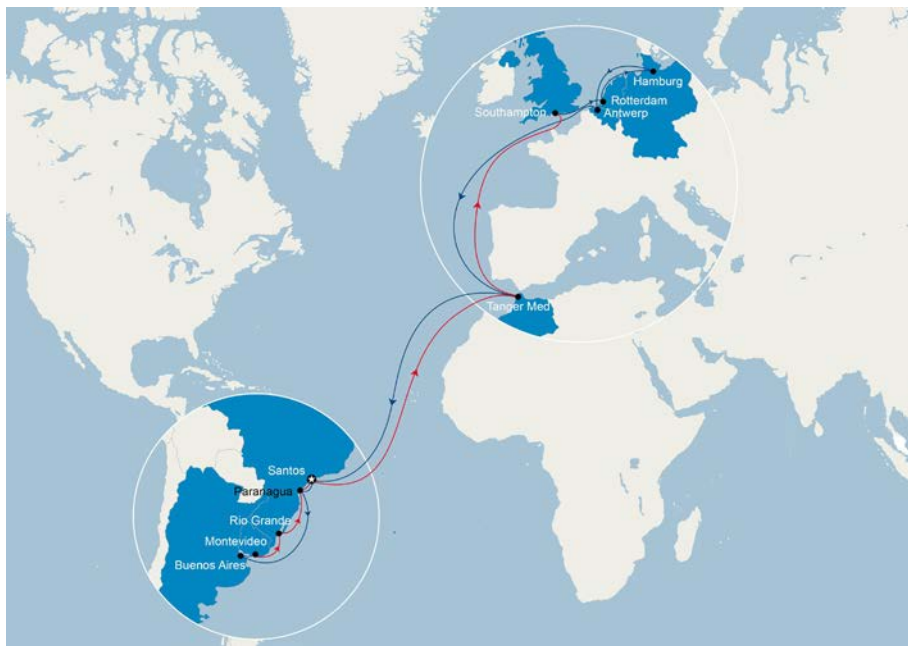 Hamburg
Rotterdam
Southampton
Antwerp
Tanger Med
Santos
Paranagua
Rio Grande
Montevideo
Buenos Aires